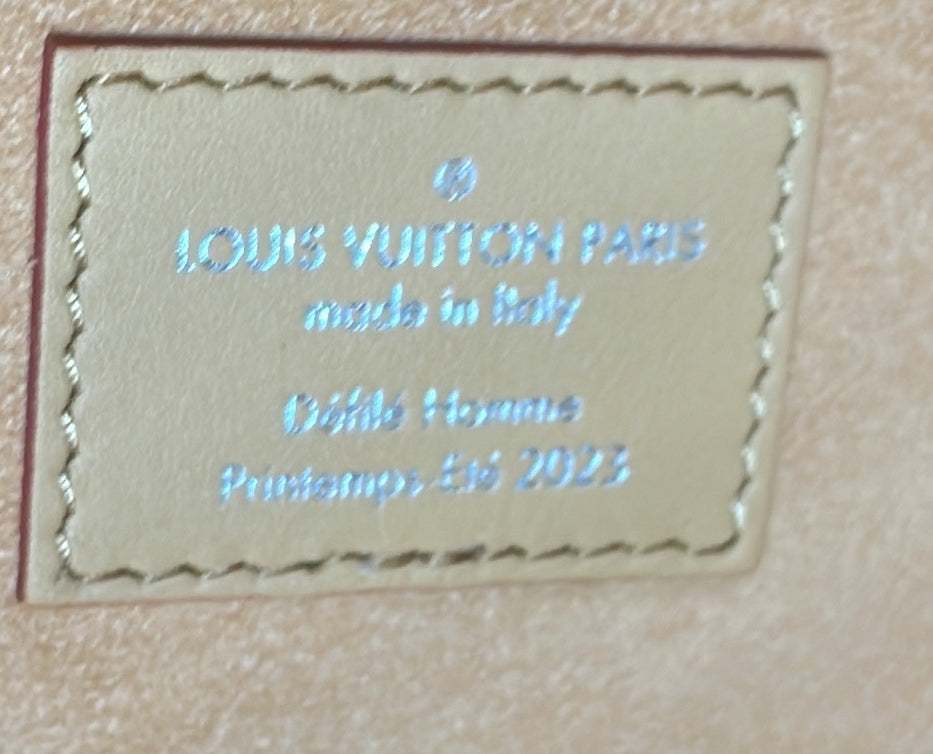 LOUIS VUITTON PARIS
made in Italy
Défilé Homme
Printemps-Été 2023